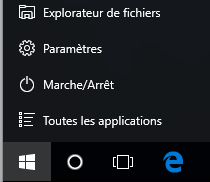 Explorateur de fichiers
Paramètres
Marche/Arrêt
Toutes les applications